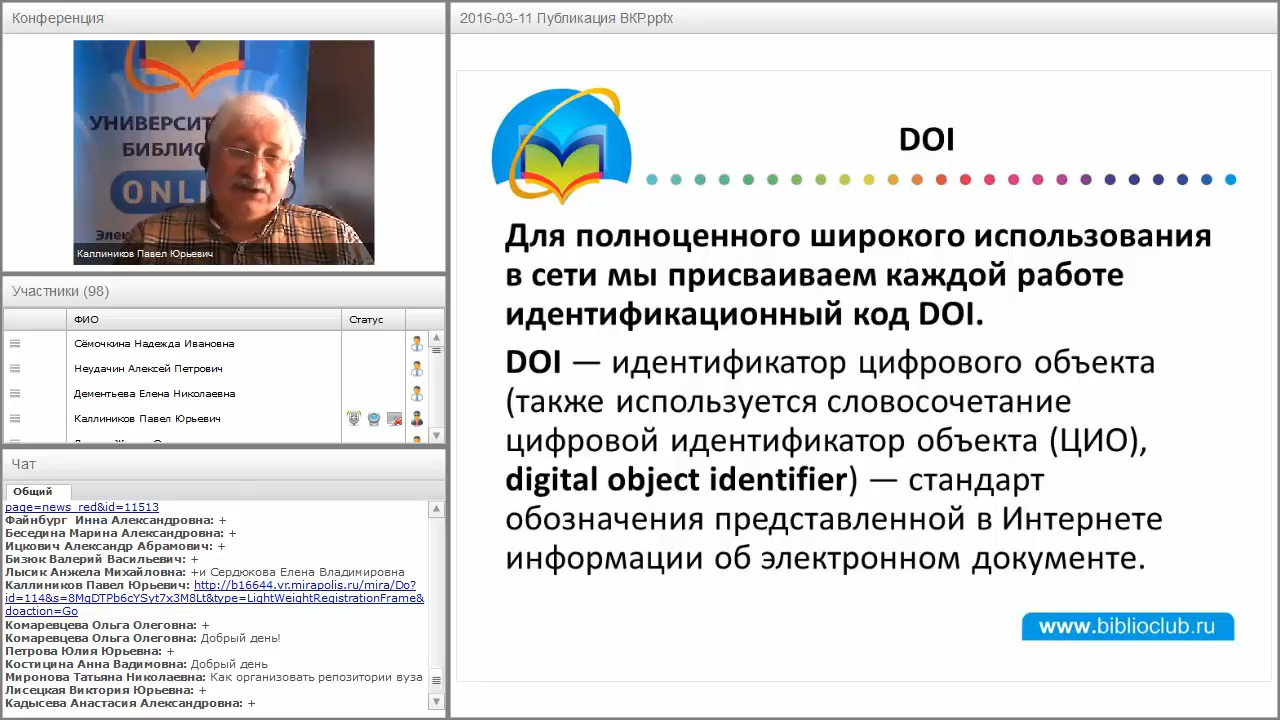 Конференция
УНИВЕРСИТ
БИБЛИО
ONLI
Элек
Каллиников Павел Юрьевич
Участники (98)
ФИО
Статус
Сёмочкина Надежда Ивановна
Неудачин Алексей Петрович
Дементьева Елена Николаевна
Каллиников Павел Юрьевич
Чат
Общий
page=news_red&id=11513
Файнбург Инна Александровна: +
Беседина Марина Александровна: +
Ицкович Александр Абрамович: +
Бизюк Валерий Васильевич: +
Лысик Анжела Михайловна: +и Сердюкова Елена Владимировна
Каллиников Павел Юрьевич: http://b16644.vr.mirapolis.ru/mira/Do?
id=114&s=8MgDTPb6cYSyt7x3M8Lt&type=LightWeightRegistrationFrame&
doaction=Go
Комаревцева Ольга Олеговна: +
Комаревцева Ольга Олеговна: Добрый день!
Петрова Юлия Юрьевна: +
Костицина Анна Вадимовна: Добрый день
Миронова Татьяна Николаевна: Как организовать репозитории вуза
Лисецкая Виктория Юрьевна: +
Кадысева Анастасия Александровна: +
2016-03-11 Публикация ВКР.pptx
DOI
Для полноценного широкого использования
в сети мы присваиваем каждой работе
идентификационный код DOI.
DOI — идентификатор цифрового объекта
(также используется словосочетание
цифровой идентификатор объекта (ЦИО),
digital object identifier) — стандарт
обозначения представленной в Интернете
информации об электронном документе.
www.biblioclub.ru